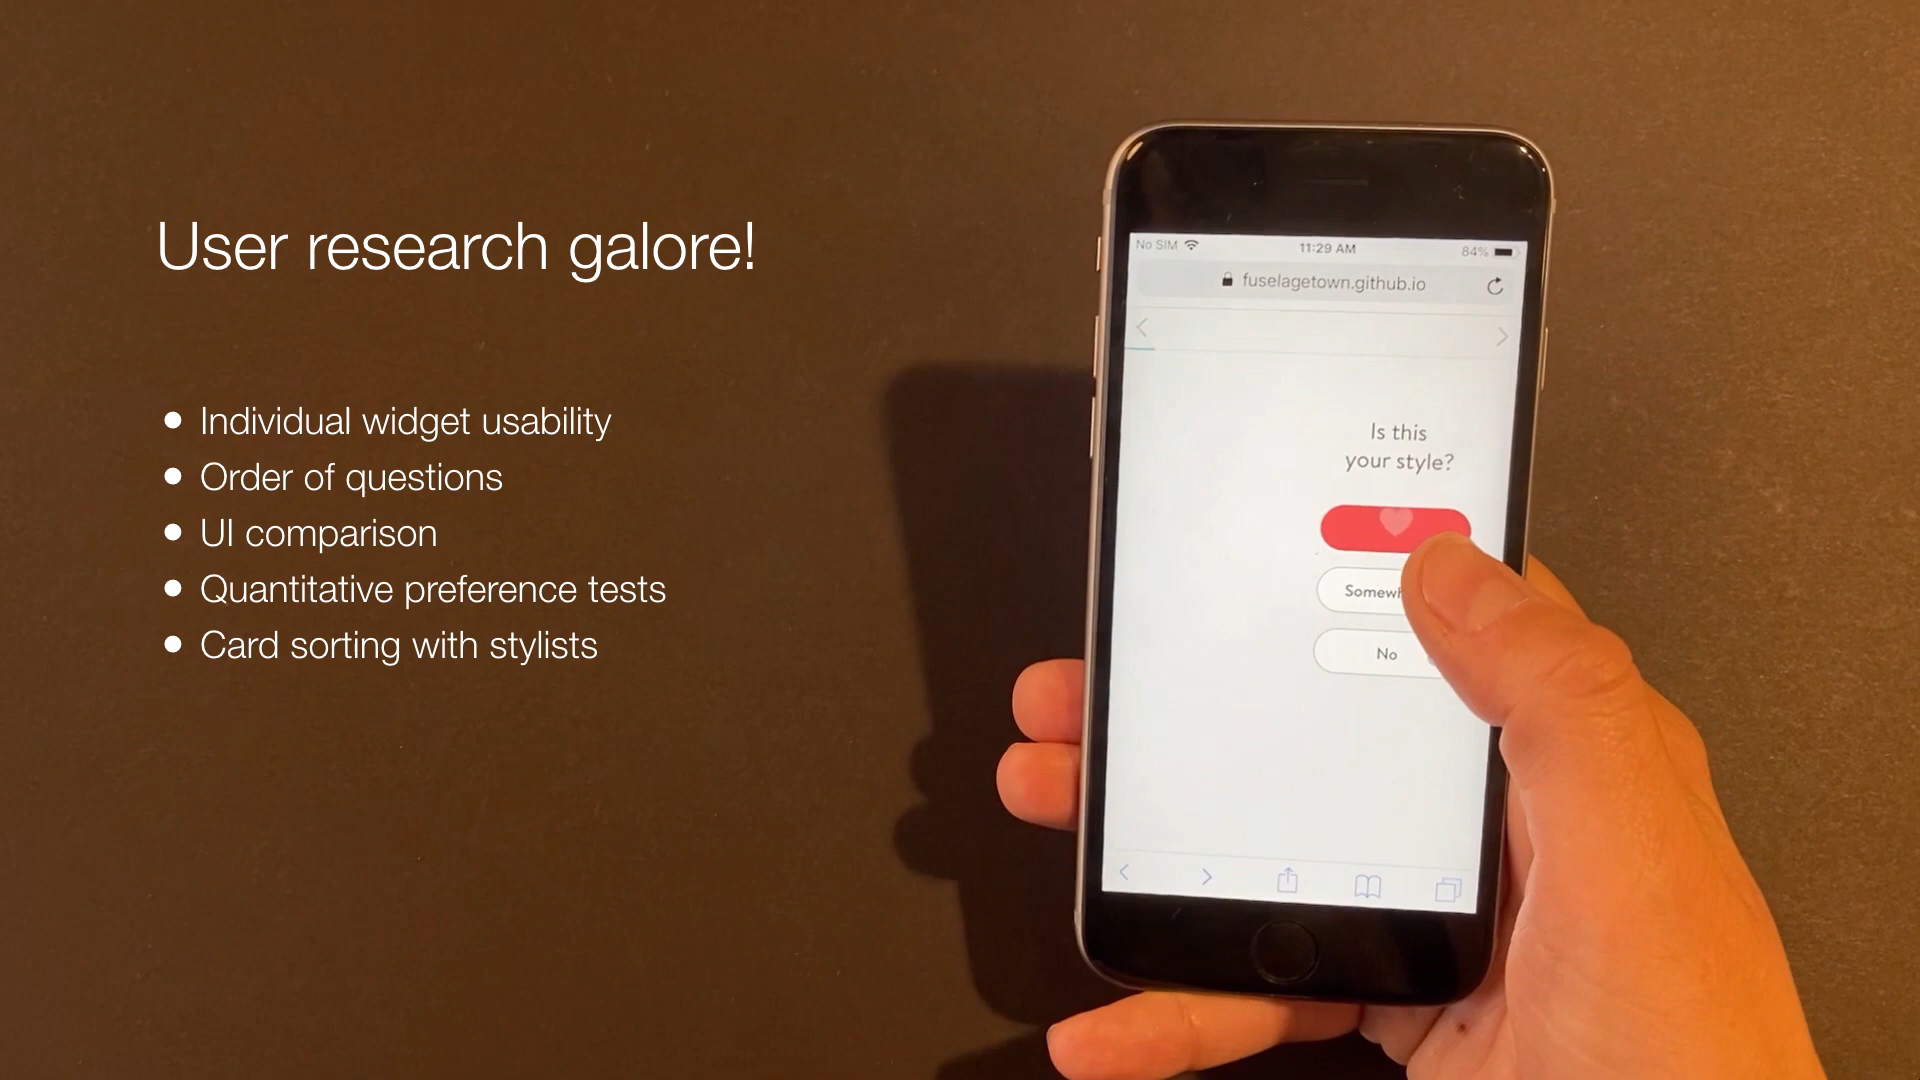 User research galore!
Individual widget usability
Order of questions
UI comparison
Quantitative preference tests
Card sorting with stylists
No SIM 11:29 AM 84%
fuselagetown.github.io
Is this
your style?
No